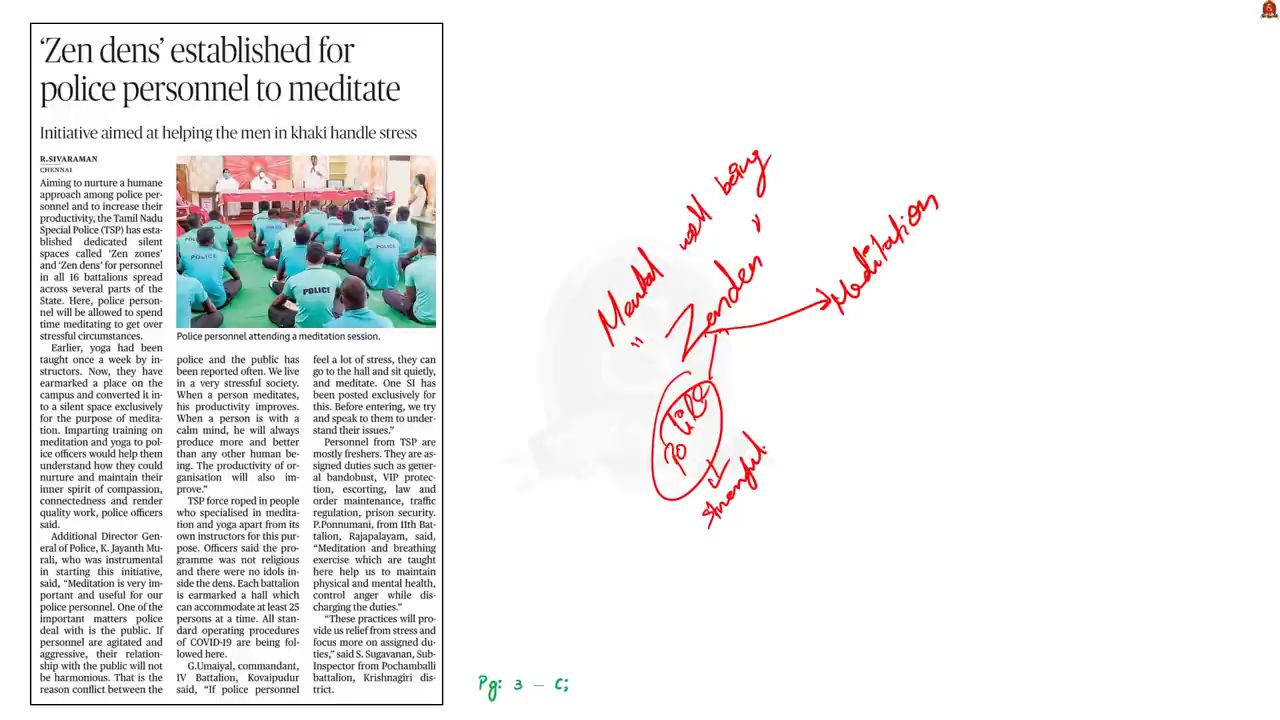 ‘Zen dens’ established for
police personnel to meditate
Initiative aimed at helping the men in khaki handle stress
R.SIVARAMAN
CHENNAI
Aiming to nurture a humane
approach among police per-
sonnel and to increase their
productivity, the Tamil Nadu
Special Police (TSP) has esta-
blished dedicated silent
spaces called ‘Zen zones’
and ‘Zen dens’ for personnel
in all 16 battalions spread
across several parts of the
State. Here, police person-
nel will be allowed to spend
time meditating to get over
stressful circumstances.
Earlier, yoga had been
taught once a week by in-
structors. Now, they have
earmarked a place on the
campus and converted it in-
to a silent space exclusively
for the purpose of medita-
tion. Imparting training on
meditation and yoga to pol-
ice officers would help them
understand how they could
nurture and maintain their
inner spirit of compassion,
connectedness and render
quality work, police officers
said.
Additional Director Gen-
eral of Police, K. Jayanth Mu-
rali, who was instrumental
in starting this initiative,
said, “Meditation is very im-
portant and useful for our
police personnel. One of the
important matters police
deal with is the public. If
personnel are agitated and
aggressive, their relation-
ship with the public will not
be harmonious. That is the
reason conflict between the
POLICE
POLICE
POLICE
Police personnel attending a meditation session.
police and the public has
been reported often. We live
in a very stressful society.
When a person meditates,
his productivity improves.
When a person is with a
calm mind, he will always
produce more and better
than any other human be-
ing. The productivity of or-
ganisation will also im-
prove.”
TSP force roped in people
who specialised in medita-
tion and yoga apart from its
own instructors for this pur-
pose. Officers said the pro-
gramme was not religious
and there were no idols in-
side the dens. Each battalion
is earmarked a hall which
can accommodate at least 25
persons at a time. All stan-
dard operating procedures
of COVID-19 are being fol-
lowed here.
G.Umaiyal, commandant,
IV Battalion, Kovaipudur
said, “If police personnel
feel a lot of stress, they can
go to the hall and sit quietly,
and meditate. One SI has
been posted exclusively for
this. Before entering, we try
and speak to them to under-
stand their issues.”
Personnel from TSP are
mostly freshers. They are as-
signed duties such as gener-
al bandobust, VIP protec-
tion, escorting, law and
order maintenance, traffic
regulation, prison security.
P.Ponnumani, from 11th Bat-
talion, Rajapalayam, said,
“Meditation and breathing
exercise which are taught
here help us to maintain
physical and mental health,
control anger while dis-
charging the duties.”
“These practices will pro-
vide us relief from stress and
focus more on assigned du-
ties,” said S. Sugavanan, Sub-
Inspector from Pochamballi
battalion, Krishnagiri dis-
trict.
Mental well being
" Zenden "
Meditation
Police
Pg: 3 - C;